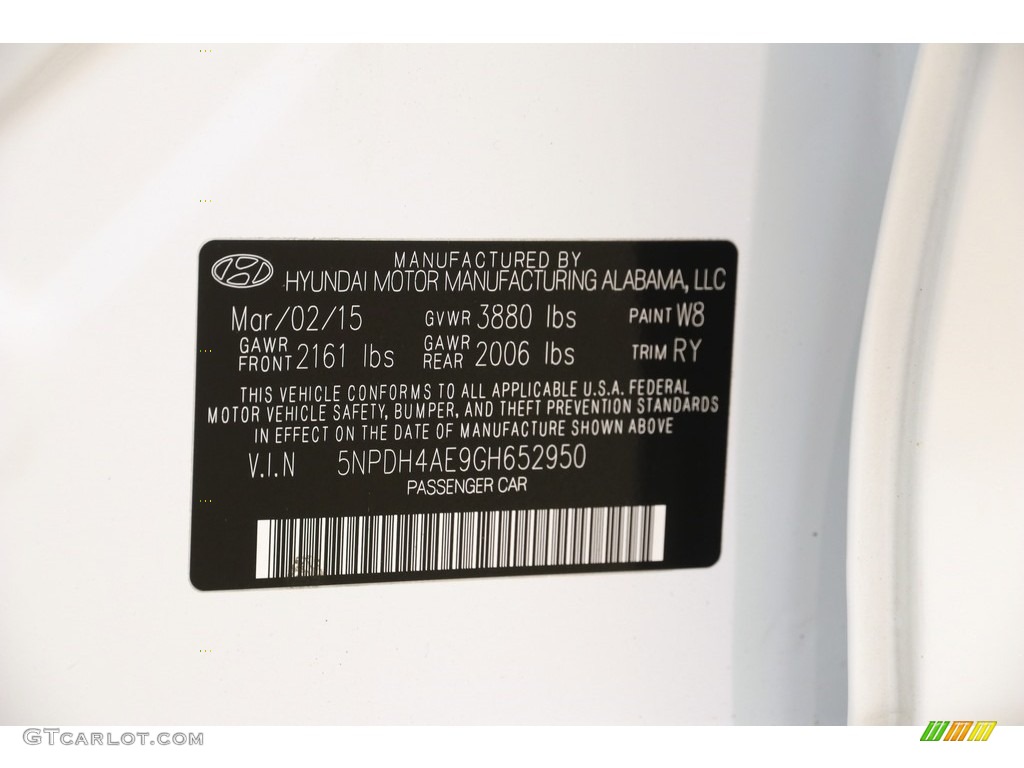 MANUFACTURED BY
HYUNDAI MOTOR MANUFACTURING ALABAMA, LLC
Mar/02/15 GVWR 3880 lbs PAINT W8
GAWR FRONT 2161 lbs GAWR REAR 2006 lbs TRIM RY
THIS VEHICLE CONFORMS TO ALL APPLICABLE U.S.A. FEDERAL
MOTOR VEHICLE SAFETY, BUMPER, AND THEFT PREVENTION STANDARDS
IN EFFECT ON THE DATE OF MANUFACTURE SHOWN ABOVE
V.I.N 5NPDH4AE9GH652950
PASSENGER CAR
GTcarlot.com